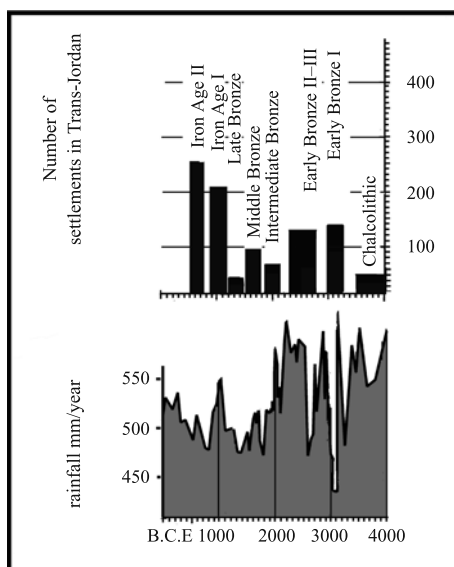 Number of
settlements in Trans-Jordan
Iron Age II
Iron Age I
Late Bronze
Middle Bronze
Intermediate Bronze
Early Bronze II–III
Early Bronze I
Chalcolithic
400
300
200
100
rainfall mm/year
550
500
450
B.C.E 1000 2000 3000 4000